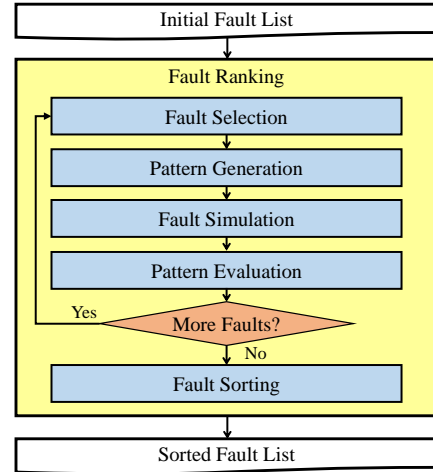 Initial Fault List
Fault Ranking
Fault Selection
Pattern Generation
Fault Simulation
Pattern Evaluation
Yes
More Faults?
No
Fault Sorting
Sorted Fault List